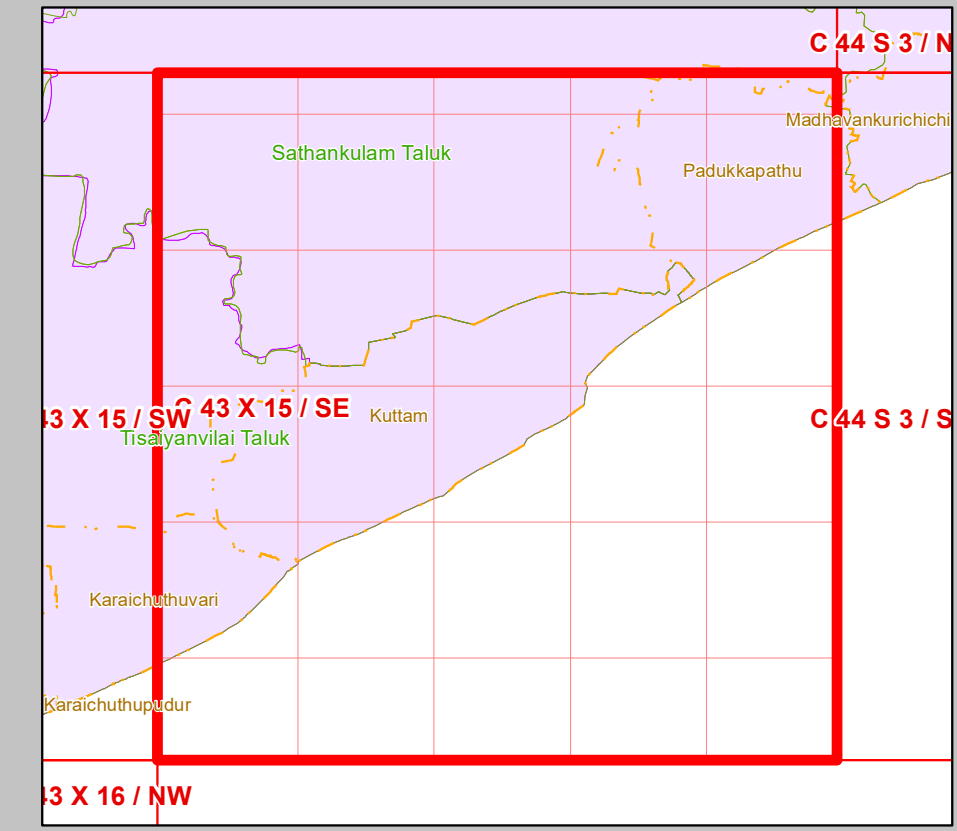 C 44 S 3 / N
Madhavankurichichi
Sathankulam Taluk
Padukkapathu
43 X 15 / SW
C 43 X 15 / SE
Kuttam
C 44 S 3 / S
Tisaiyanvilai Taluk
Karaichuthuvari
Karaichuthupudur
43 X 16 / NW